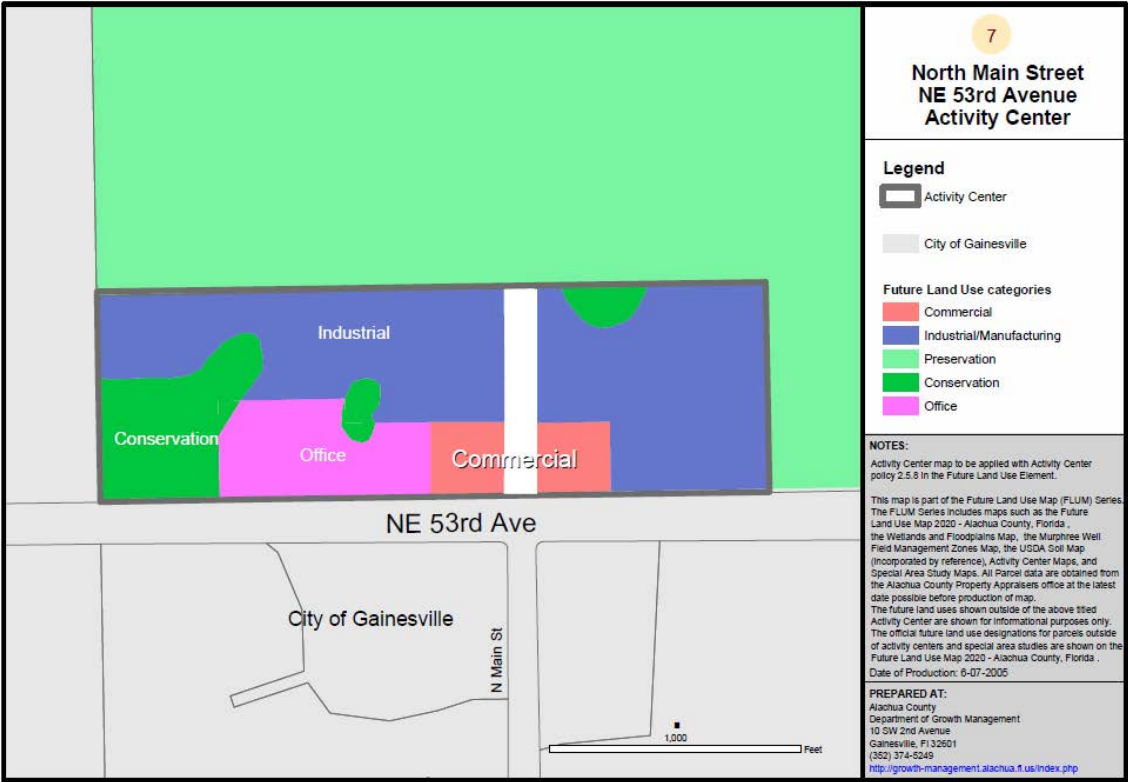 7
North Main Street
NE 53rd Avenue
Activity Center
Legend
Activity Center
City of Gainesville
Future Land Use categories
Commercial
Industrial/Manufacturing
Preservation
Conservation
Office
Industrial
Conservation
Office
Commercial
NE 53rd Ave
City of Gainesville
N Main St
1,000
Feet
NOTES:
Activity Center map to be applied with Activity Center
policy 2.5.8 in the Future Land Use Element.
This map is part of the Future Land Use Map (FLUM) Series.
The FLUM Series includes maps such as the Future
Land Use Map 2020 - Alachua County, Florida ,
the Wetlands and Floodplains Map, the Murphree Well
Field Management Zones Map, the USDA Soil Map
(incorporated by reference), Activity Center Maps, and
Special Area Study Maps. All Parcel data are obtained from
the Alachua County Property Appraisers office at the latest
date possible before production of map.
The future land uses shown outside of the above titled
Activity Center are shown for informational purposes only.
The official future land use designations for parcels outside
of activity centers and special area studies are shown on the
Future Land Use Map 2020 - Alachua County, Florida .
Date of Production: 6-07-2005
PREPARED AT:
Alachua County
Department of Growth Management
10 SW 2nd Avenue
Gainesville, Fl 32601
(352) 374-5249
http://growth-management.alachua.fl.us/index.php